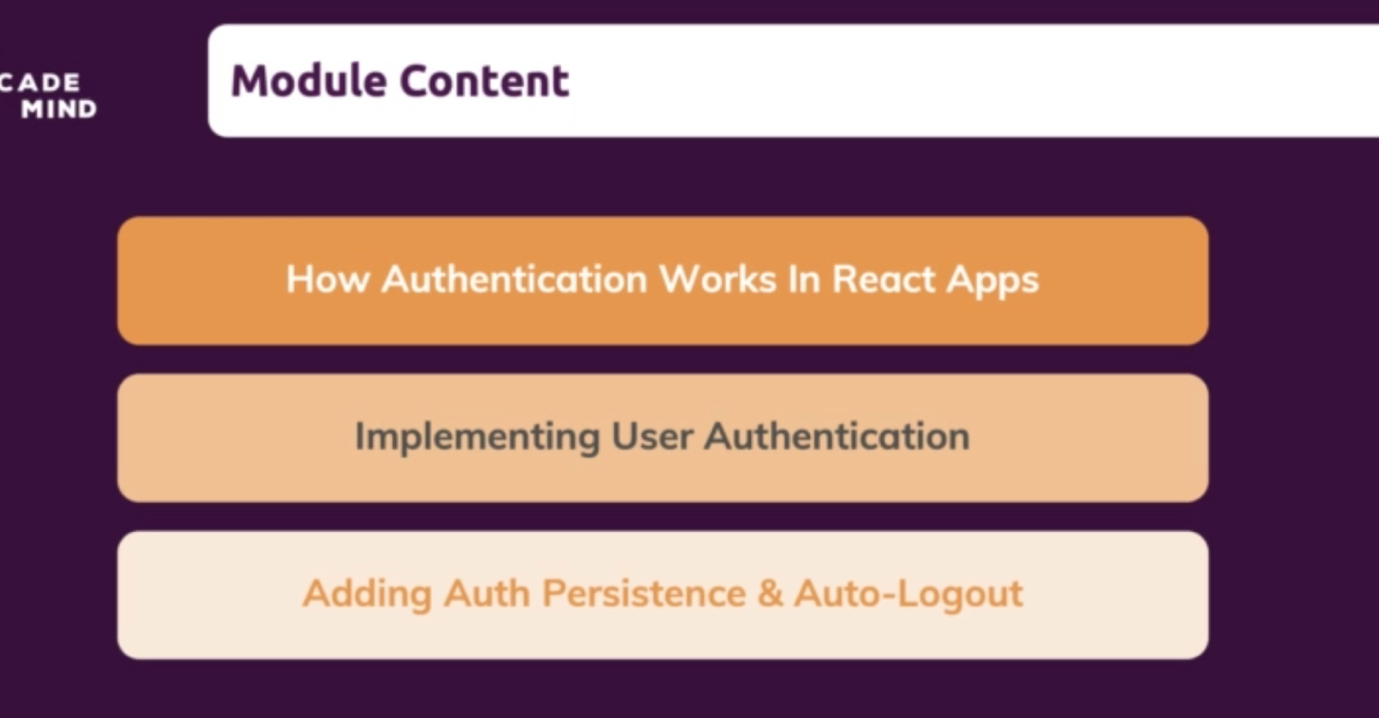 CADE
MIND
Module Content
How Authentication Works In React Apps
Implementing User Authentication
Adding Auth Persistence & Auto-Logout